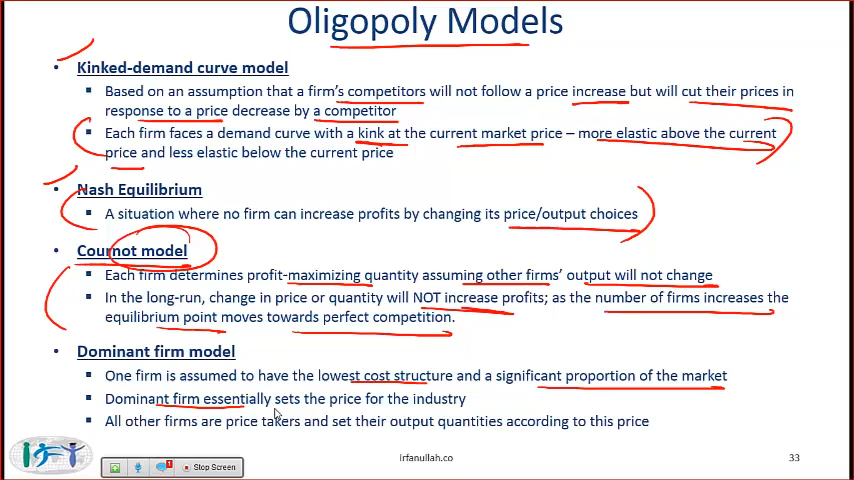 Oligopoly Models
• Kinked-demand curve model
▪ Based on an assumption that a firm's competitors will not follow a price increase but will cut their prices in
response to a price decrease by a competitor
▪ Each firm faces a demand curve with a kink at the current market price – more elastic above the current
price and less elastic below the current price
• Nash Equilibrium
▪ A situation where no firm can increase profits by changing its price/output choices
• Cournot model
▪ Each firm determines profit-maximizing quantity assuming other firms' output will not change
▪ In the long-run, change in price or quantity will NOT increase profits; as the number of firms increases the
equilibrium point moves towards perfect competition.
• Dominant firm model
▪ One firm is assumed to have the lowest cost structure and a significant proportion of the market
▪ Dominant firm essentially sets the price for the industry
▪ All other firms are price takers and set their output quantities according to this price
Stop Screen
irfanullah.co
33